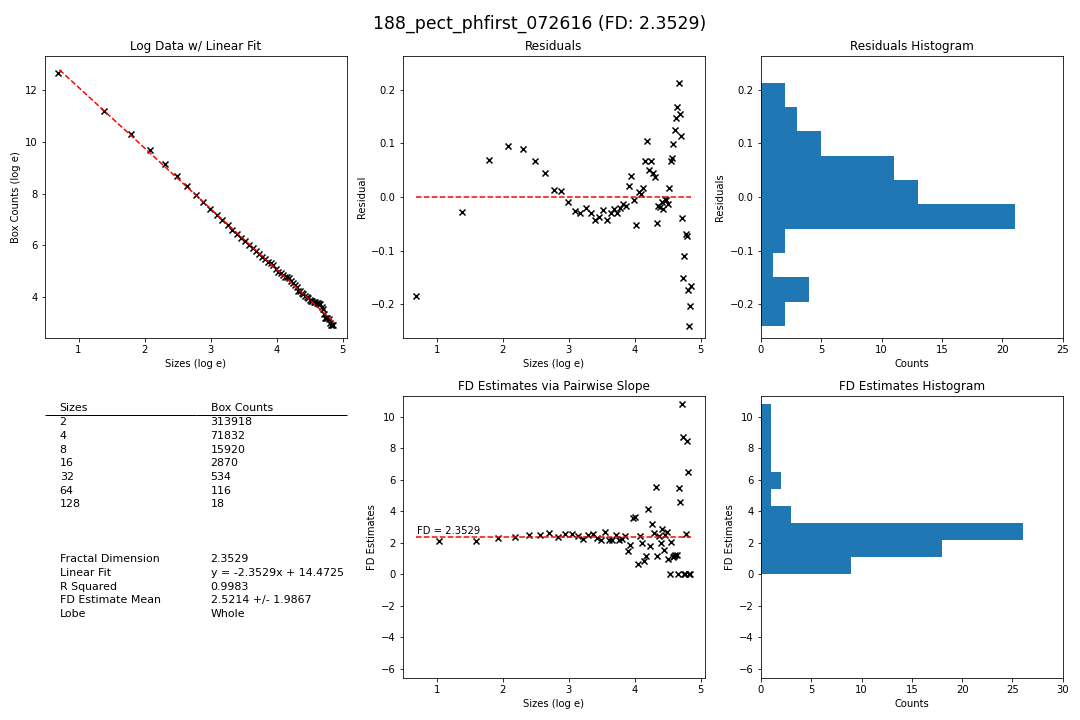 188_pect_phfirst_072616 (FD: 2.3529)
Log Data w/ Linear Fit
Box Counts (log e)
12
10
8
6
4
1 2 3 4 5
Sizes (log e)
Residuals
Residual
0.2
0.1
0.0
−0.1
−0.2
1 2 3 4 5
Sizes (log e)
Residuals Histogram
Residuals
0.2
0.1
0.0
−0.1
−0.2
0 5 10 15 20 25
Counts
Sizes Box Counts
2 313918
4 71832
8 15920
16 2870
32 534
64 116
128 18
Fractal Dimension 2.3529
Linear Fit y = -2.3529x + 14.4725
R Squared 0.9983
FD Estimate Mean 2.5214 +/- 1.9867
Lobe Whole
FD Estimates via Pairwise Slope
FD Estimates
10
8
6
4
FD = 2.3529
2
0
−2
−4
−6
1 2 3 4 5
Sizes (log e)
FD Estimates Histogram
FD Estimates
10
8
6
4
2
0
−2
−4
−6
0 5 10 15 20 25 30
Counts